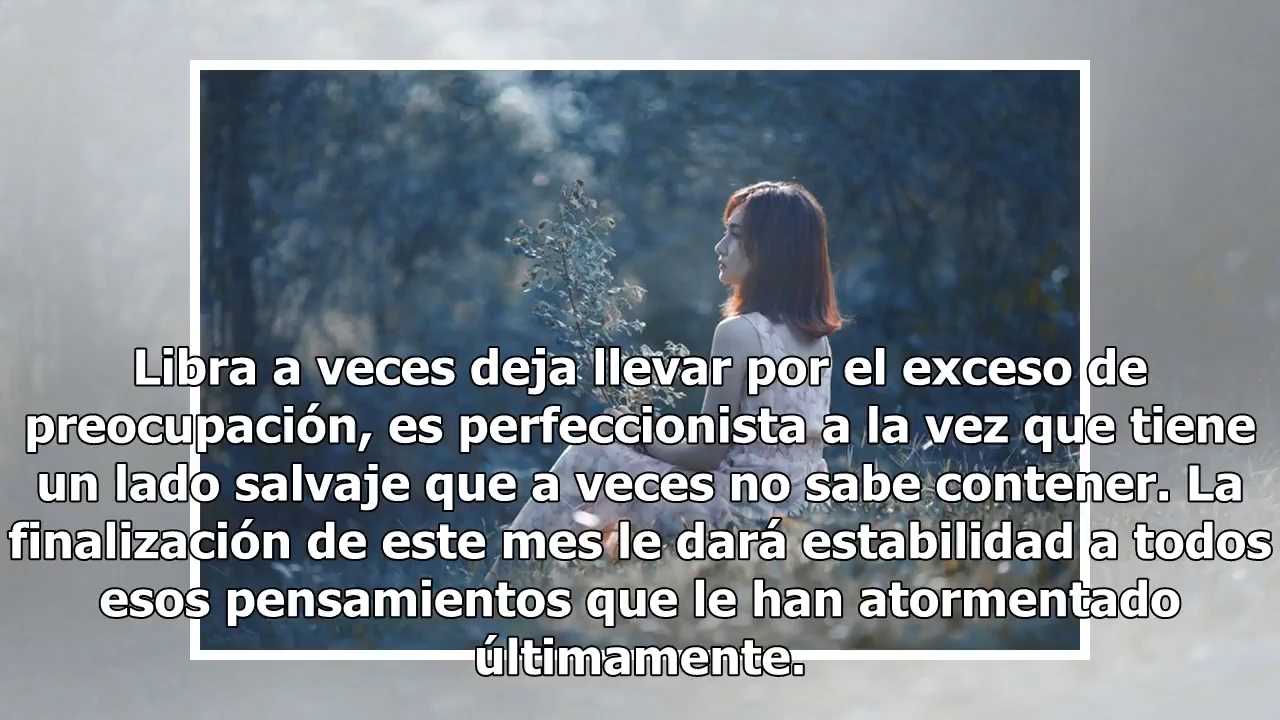 Libra a veces deja llevar por el exceso de
preocupación, es perfeccionista a la vez que tiene
un lado salvaje que a veces no sabe contener. La
finalización de este mes le dará estabilidad a todos
esos pensamientos que le han atormentado
últimamente.